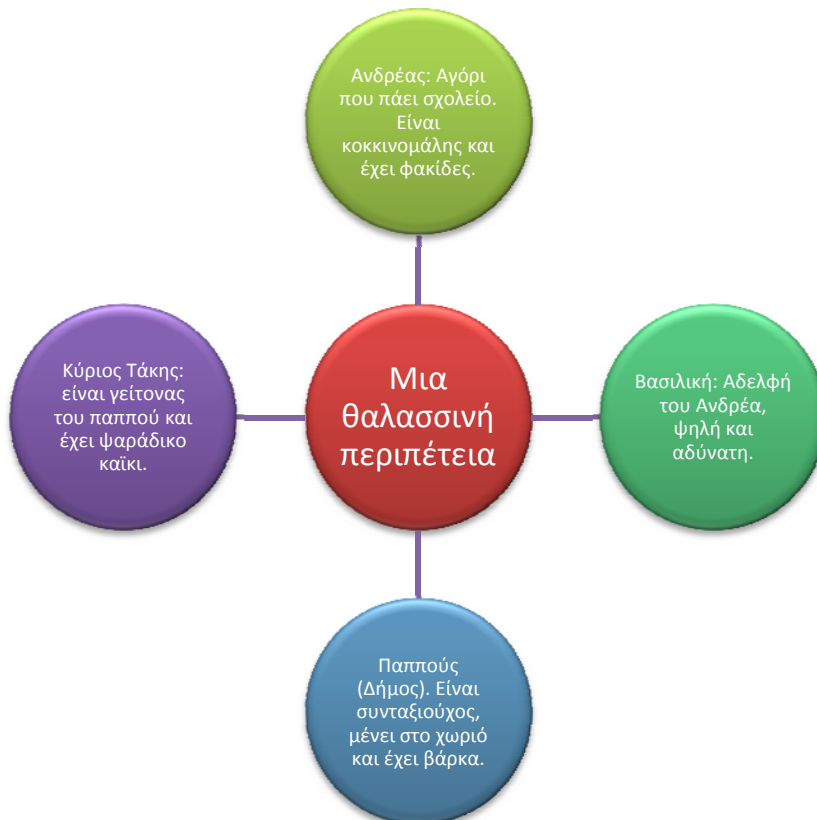 Ανδρέας: Αγόρι
που πάει σχολείο.
Είναι
κοκκινομάλης και
έχει φακίδες.
Κύριος Τάκης:
είναι γείτονας
του παππού και
έχει ψαράδικο
καϊκι.
Μια
θαλασσινή
περιπέτεια
Βασιλική: Αδελφή
του Ανδρέα,
ψηλή και
αδύνατη.
Παππούς
(Δήμος). Είναι
συνταξιούχος,
μένει στο χωριό
και έχει βάρκα.